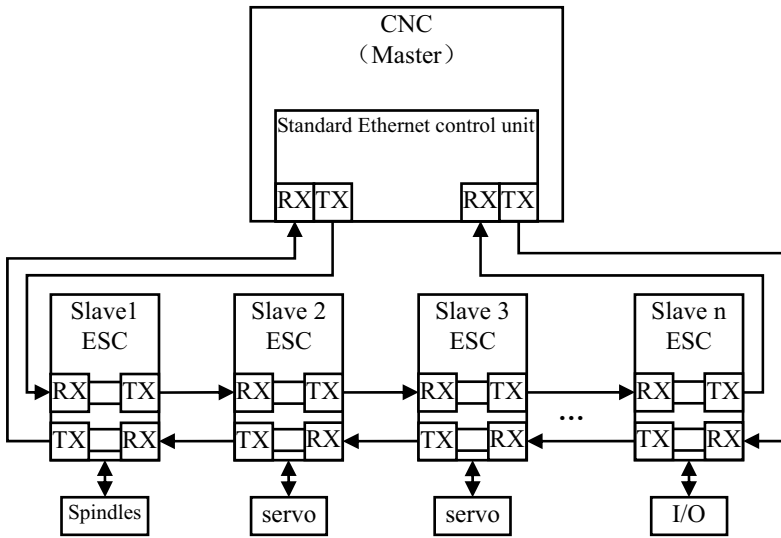 CNC
（Master）
Standard Ethernet control unit
RX TX RX TX
Slave1 Slave 2 Slave 3 Slave n
ESC ESC ESC ESC
RX TX RX TX RX TX RX TX
...
TX RX TX RX TX RX TX RX
Spindles servo servo I/O